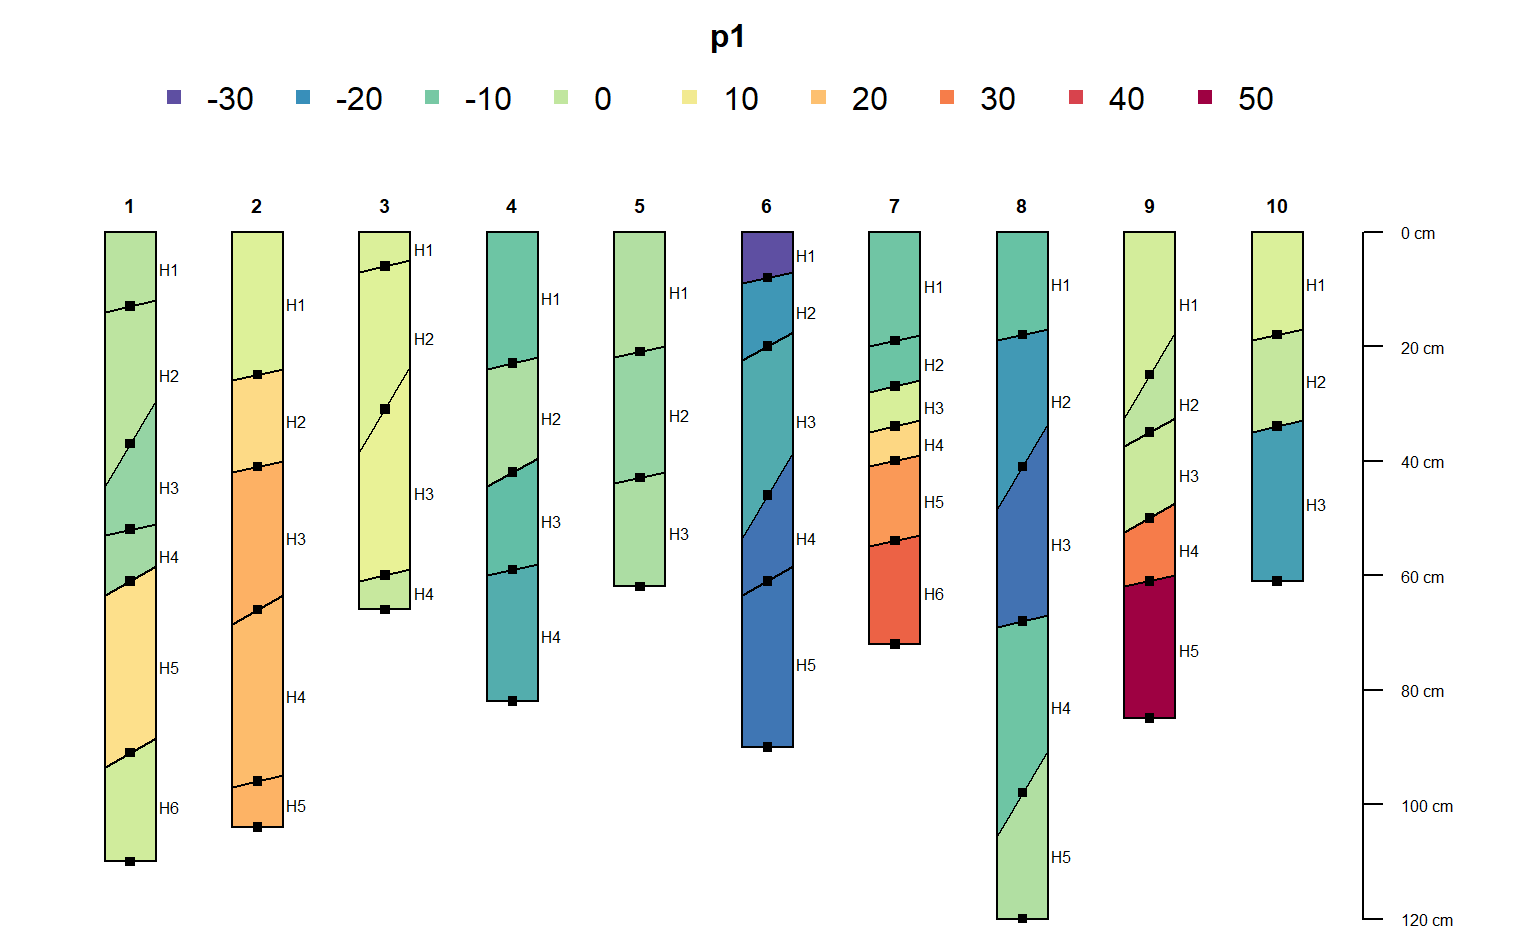 p1
-30 -20 -10 0 10 20 30 40 50
1 2 3 4 5 6 7 8 9 10
H1 H2 H3 H4 H5 H6
H1 H2 H3 H4 H5
H1 H2 H3 H4
H1 H2 H3 H4
H1 H2 H3
H1 H2 H3 H4 H5
H1 H2 H3 H4 H5 H6
H1 H2 H3 H4 H5
H1 H2 H3 H4 H5
H1 H2 H3
0 cm
20 cm
40 cm
60 cm
80 cm
100 cm
120 cm